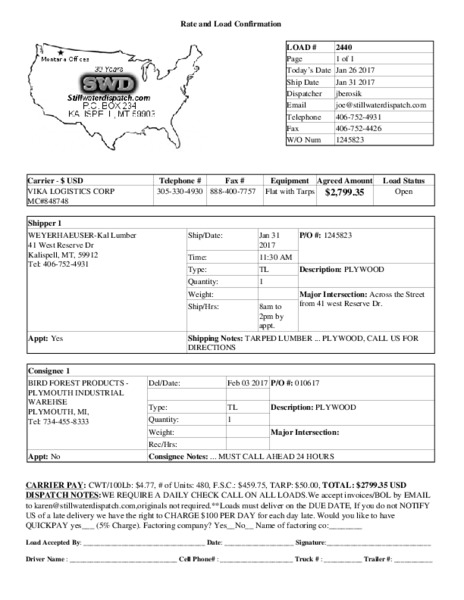 Rate and Load Confirmation
Montana Offices
30 Years
SWD
Stillwaterdispatch.com
P.O. BOX 234
KALISPELL, MT 59903
LOAD # 2440
Page 1 of 1
Today's Date Jan 26 2017
Ship Date Jan 31 2017
Dispatcher jberosik
Email joe@stillwaterdispatch.com
Telephone 406-752-4931
Fax 406-752-4426
W/O Num 1245823
Carrier - $ USD Telephone # Fax # Equipment Agreed Amount Load Status
VIKA LOGISTICS CORP 305-330-4930 888-400-7757 Flat with Tarps $2,799.35 Open
MC#848748
Shipper 1
WEYERHAEUSER-Kal Lumber Ship/Date: Jan 31 P/O #: 1245823
41 West Reserve Dr 2017
Kalispell, MT, 59912 Time: 11:30 AM
Tel: 406-752-4931 Type: TL Description: PLYWOOD
Quantity: 1
Weight: Major Intersection: Across the Street
Ship/Hrs: 8am to from 41 west Reserve Dr.
2pm by
appt.
Appt: Yes Shipping Notes: TARPED LUMBER ... PLYWOOD, CALL US FOR
DIRECTIONS
Consignee 1
BIRD FOREST PRODUCTS - Del/Date: Feb 03 2017 P/O #: 010617
PLYMOUTH INDUSTRIAL
WAREHSE Type: TL Description: PLYWOOD
PLYMOUTH, MI,
Tel: 734-455-8333 Quantity: 1
Weight: Major Intersection:
Rec/Hrs:
Appt: No Consignee Notes: ... MUST CALL AHEAD 24 HOURS
CARRIER PAY: CWT/100Lb: $4.77, # of Units: 480, F.S.C.: $459.75, TARP: $50.00, TOTAL: $2799.35 USD
DISPATCH NOTES:WE REQUIRE A DAILY CHECK CALL ON ALL LOADS.We accept invoices/BOL by EMAIL
to karen@stillwaterdispatch.com,originals not required.**Loads must deliver on the DUE DATE, If you do not NOTIFY
US of a late delivery we have the right to CHARGE $100 PER DAY for each day late. Would you like to have
QUICKPAY yes___ (5% Charge). Factoring company? Yes__No__ Name of factoring co:________
Load Accepted By: ______________ Date: ______________ Signature: ______________
Driver Name : ______________ Cell Phone# : ______________ Truck # : __________ Trailer #: __________